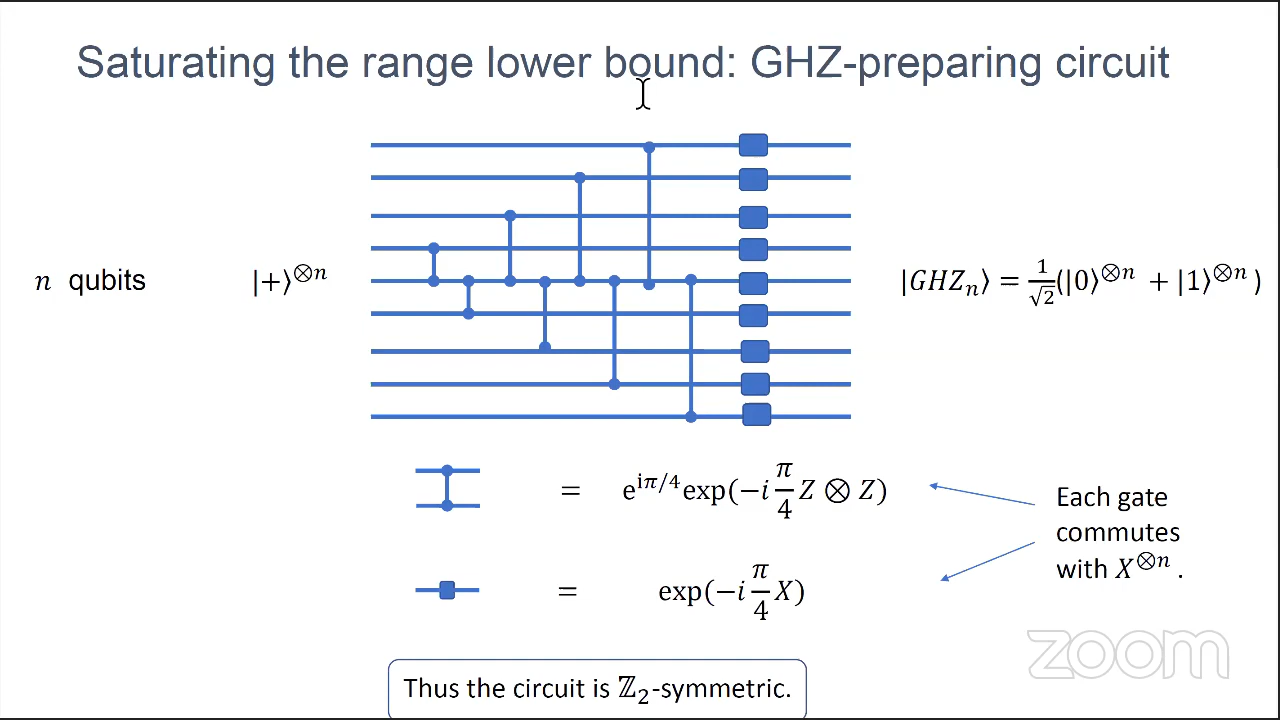 Saturating the range lower bound: GHZ-preparing circuit
n qubits |+⟩^{⊗n} |GHZ_n⟩ = 1/√2(|0⟩^{⊗n} + |1⟩^{⊗n})
= e^{iπ/4}exp(−i π/4 Z ⊗ Z)
= exp(−i π/4 X)
Each gate
commutes
with X^{⊗n} .
zoom
Thus the circuit is ℤ₂-symmetric.